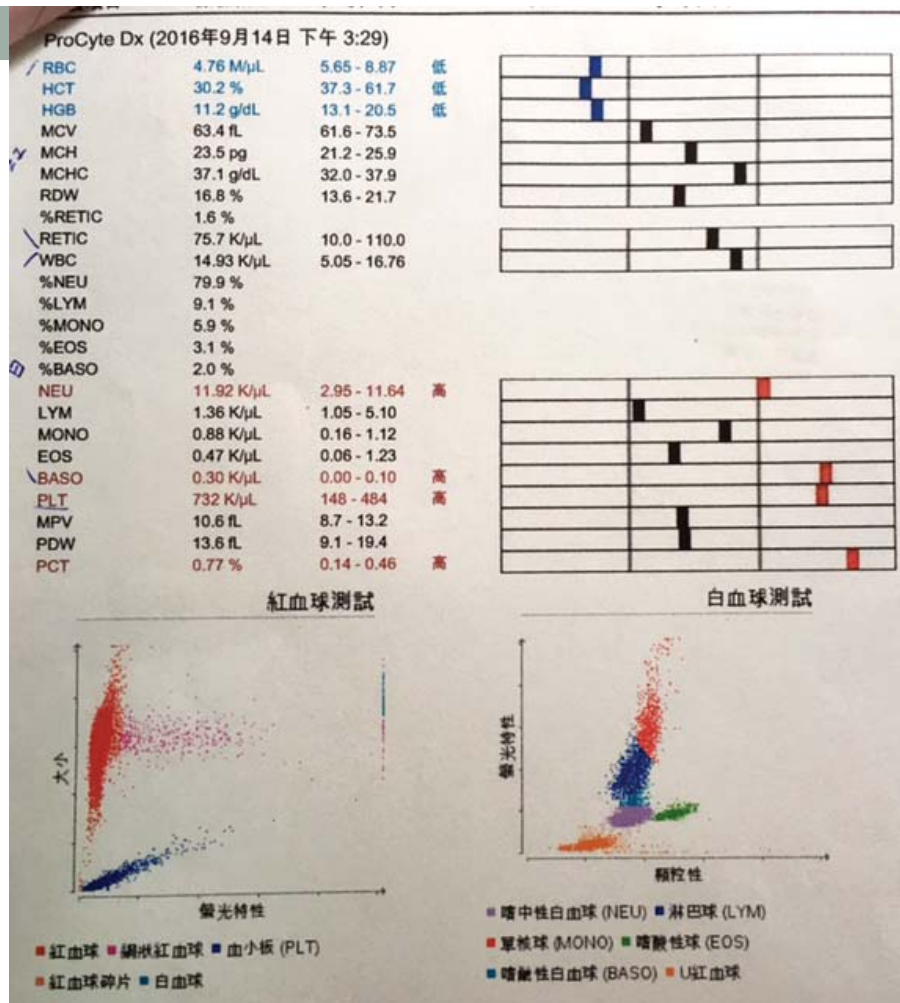 ProCyte Dx (2016年9月14日 下午 3:29)
RBC 4.76 M/µL 5.65 - 8.87 低
HCT 30.2 % 37.3 - 61.7 低
HGB 11.2 g/dL 13.1 - 20.5 低
MCV 63.4 fL 61.6 - 73.5
MCH 23.5 pg 21.2 - 25.9
MCHC 37.1 g/dL 32.0 - 37.9
RDW 16.8 % 13.6 - 21.7
%RETIC 1.6 %
RETIC 75.7 K/µL 10.0 - 110.0
WBC 14.93 K/µL 5.05 - 16.76
%NEU 79.9 %
%LYM 9.1 %
%MONO 5.9 %
%EOS 3.1 %
%BASO 2.0 %
NEU 11.92 K/µL 2.95 - 11.64 高
LYM 1.36 K/µL 1.05 - 5.10
MONO 0.88 K/µL 0.16 - 1.12
EOS 0.47 K/µL 0.06 - 1.23
BASO 0.30 K/µL 0.00 - 0.10 高
PLT 732 K/µL 148 - 484 高
MPV 10.6 fL 8.7 - 13.2
PDW 13.6 fL 9.1 - 19.4
PCT 0.77 % 0.14 - 0.46 高
紅血球測試
大小
螢光特性
紅血球 網狀紅血球 血小板 (PLT)
紅血球碎片 白血球
白血球測試
螢光特性
顆粒性
嗜中性白血球 (NEU) 淋巴球 (LYM)
單核球 (MONO) 嗜酸性球 (EOS)
嗜鹼性白血球 (BASO) U紅血球